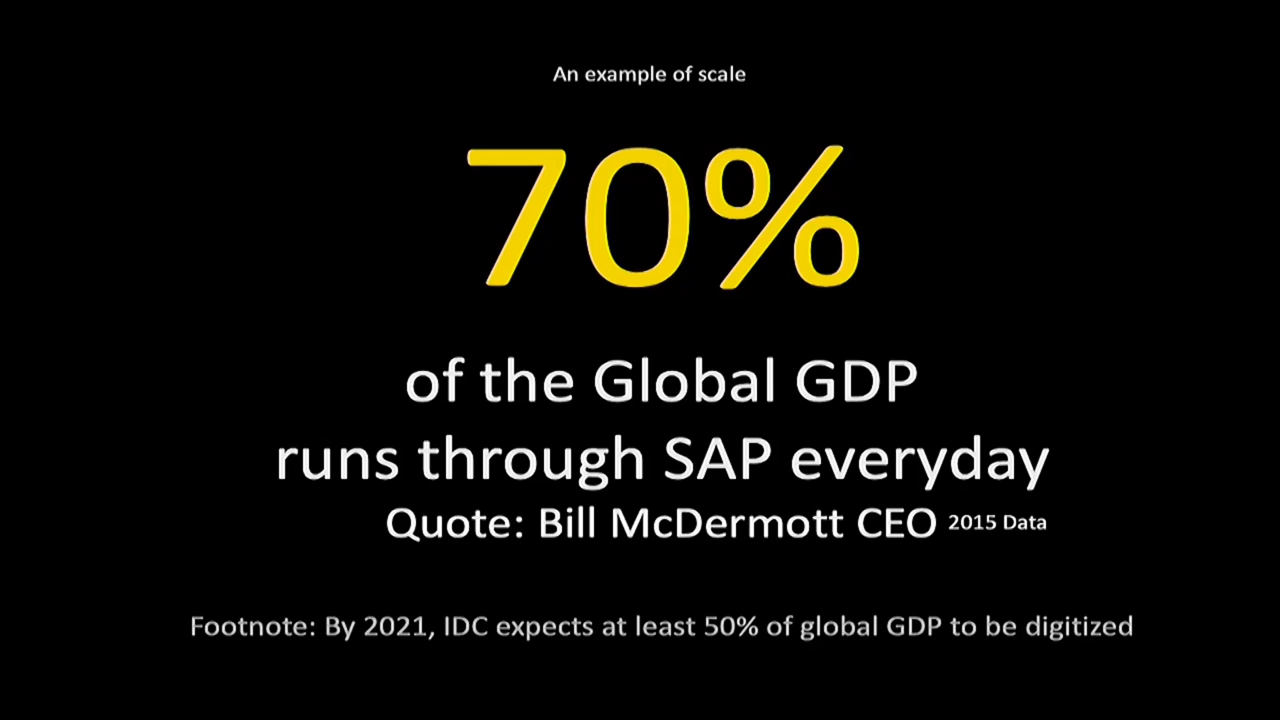 An example of scale
70%
of the Global GDP
runs through SAP everyday
Quote: Bill McDermott CEO 2015 Data
Footnote: By 2021, IDC expects at least 50% of global GDP to be digitized